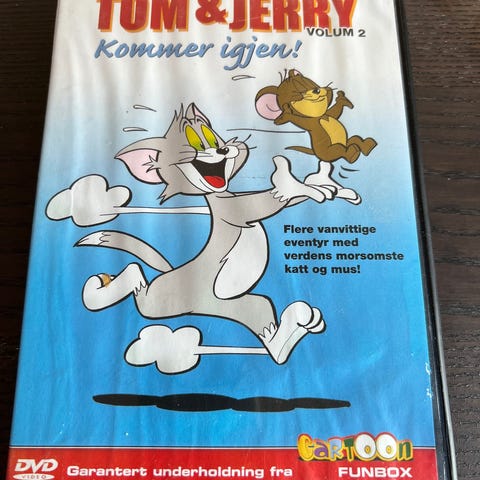 TOM & JERRY
VOLUM 2
Kommer igjen!
Flere vanvittige
eventyr med
verdens morsomste
katt og mus!
CARTOON
DVD
VIDEO
Garantert underholdning fra
FUNBOX